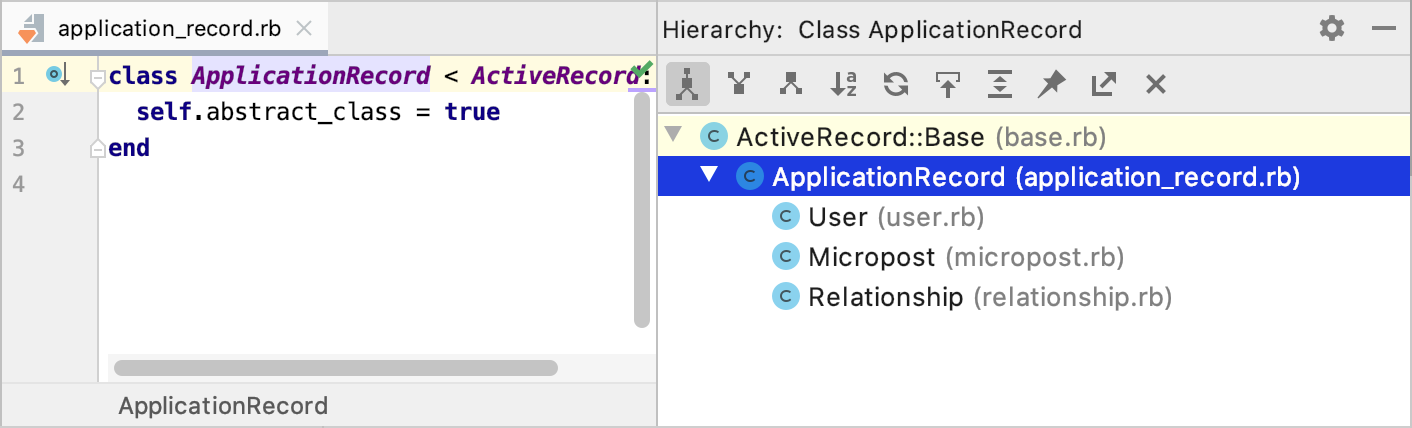 application_record.rb
1 class ApplicationRecord < ActiveRecord:
2 self.abstract_class = true
3 end
4
ApplicationRecord
Hierarchy: Class ApplicationRecord
ActiveRecord::Base (base.rb)
ApplicationRecord (application_record.rb)
User (user.rb)
Micropost (micropost.rb)
Relationship (relationship.rb)